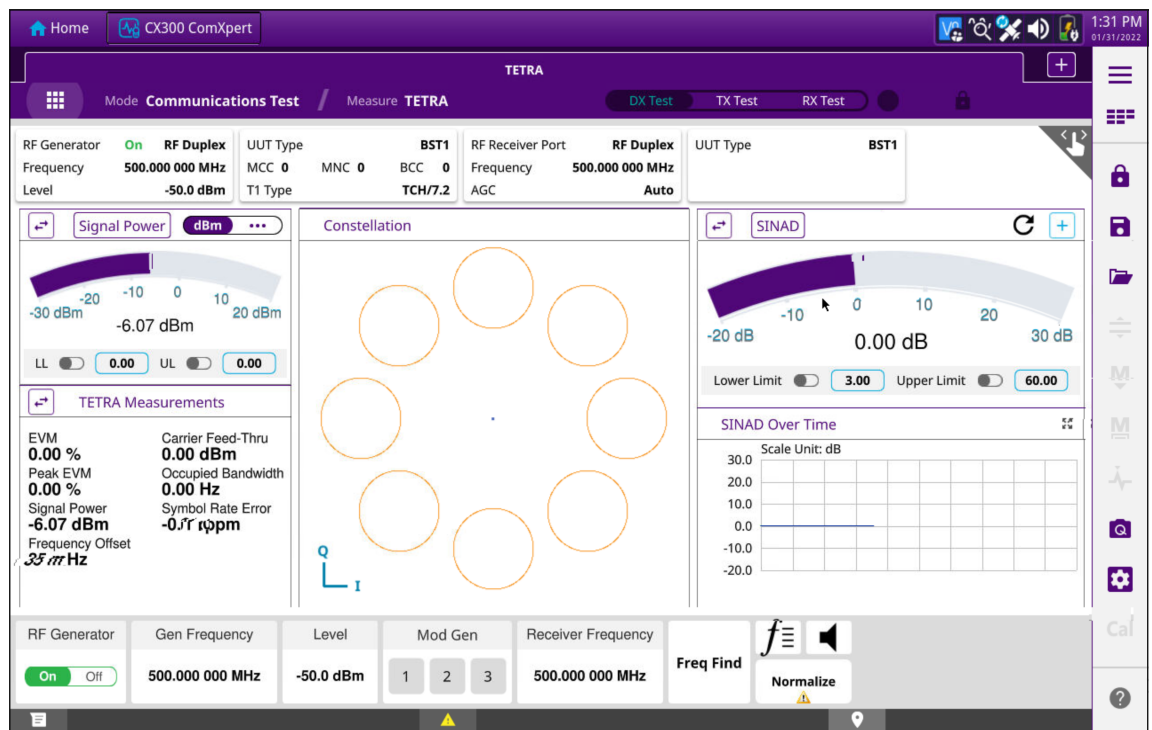 Home
CX300 ComXpert
1:31 PM
01/31/2022
TETRA
Mode Communications Test / Measure TETRA
DX Test TX Test RX Test
RF Generator On RF Duplex
Frequency 500.000 000 MHz
Level -50.0 dBm
UUT Type BST1
MCC 0 MNC 0 BCC 0
T1 Type TCH/7.2
RF Receiver Port RF Duplex
Frequency 500.000 000 MHz
AGC Auto
UUT Type BST1
Signal Power dBm •••
-30 dBm -20 -10 0 10 20 dBm
-6.07 dBm
LL 0.00 UL 0.00
TETRA Measurements
EVM
0.00 %
Peak EVM
0.00 %
Signal Power
-6.07 dBm
Frequency Offset
Hz
Carrier Feed-Thru
0.00 dBm
Occupied Bandwidth
0.00 Hz
Symbol Rate Error
ppm
Constellation
Q
I
SINAD
-20 dB -10 0 10 20 30 dB
0.00 dB
Lower Limit 3.00 Upper Limit 60.00
SINAD Over Time
Scale Unit: dB
30.0
20.0
10.0
0.0
-10.0
-20.0
M
M
Cal
RF Generator
On Off
Gen Frequency
500.000 000 MHz
Level
-50.0 dBm
Mod Gen
1 2 3
Receiver Frequency
500.000 000 MHz
Freq Find
Normalize